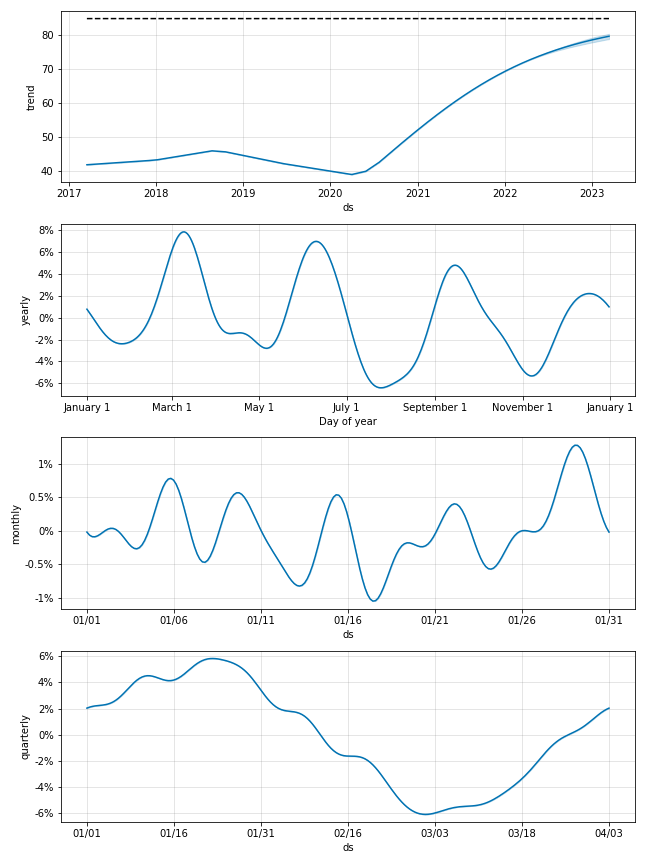 80
70
60
50
40
trend
2017 2018 2019 2020 2021 2022 2023
ds
8%
6%
4%
2%
0%
-2%
-4%
-6%
yearly
January 1 March 1 May 1 July 1 September 1 November 1 January 1
Day of year
1%
0.5%
0%
-0.5%
-1%
monthly
01/01 01/06 01/11 01/16 01/21 01/26 01/31
ds
6%
4%
2%
0%
-2%
-4%
-6%
quarterly
01/01 01/16 01/31 02/16 03/03 03/18 04/03
ds